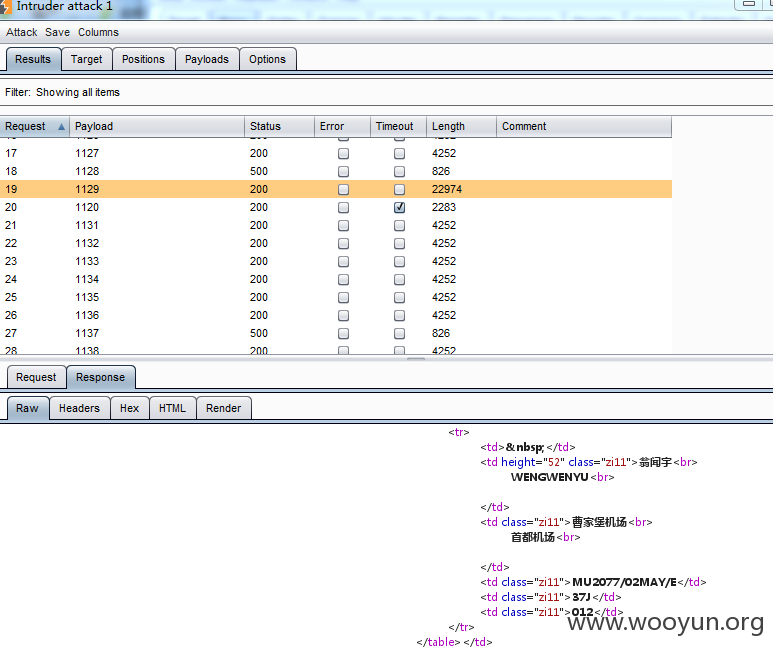 Intruder attack 1
Attack Save Columns
Results Target Positions Payloads Options
Filter: Showing all items
Request Payload Status Error Timeout Length Comment
17 1127 200 4252
18 1128 500 826
19 1129 200 22974
20 1120 200 2283
21 1131 200 4252
22 1132 200 4252
23 1133 200 4252
24 1134 200 4252
25 1135 200 4252
26 1136 200 4252
27 1137 500 826
28 1138 200 4252
Request Response
Raw Headers Hex HTML Render
<tr>
<td>&nbsp;</td>
<td height="52" class="zi11">翁闻宇<br>
WENGWENYU<br>
</td>
<td class="zi11">曹家堡机场<br>
首都机场<br>
</td>
<td class="zi11">MU2077/02MAY/E</td>
<td class="zi11">37J</td>
<td class="zi11">012</td>
</tr>
</table> </td>
www.wooyun.org